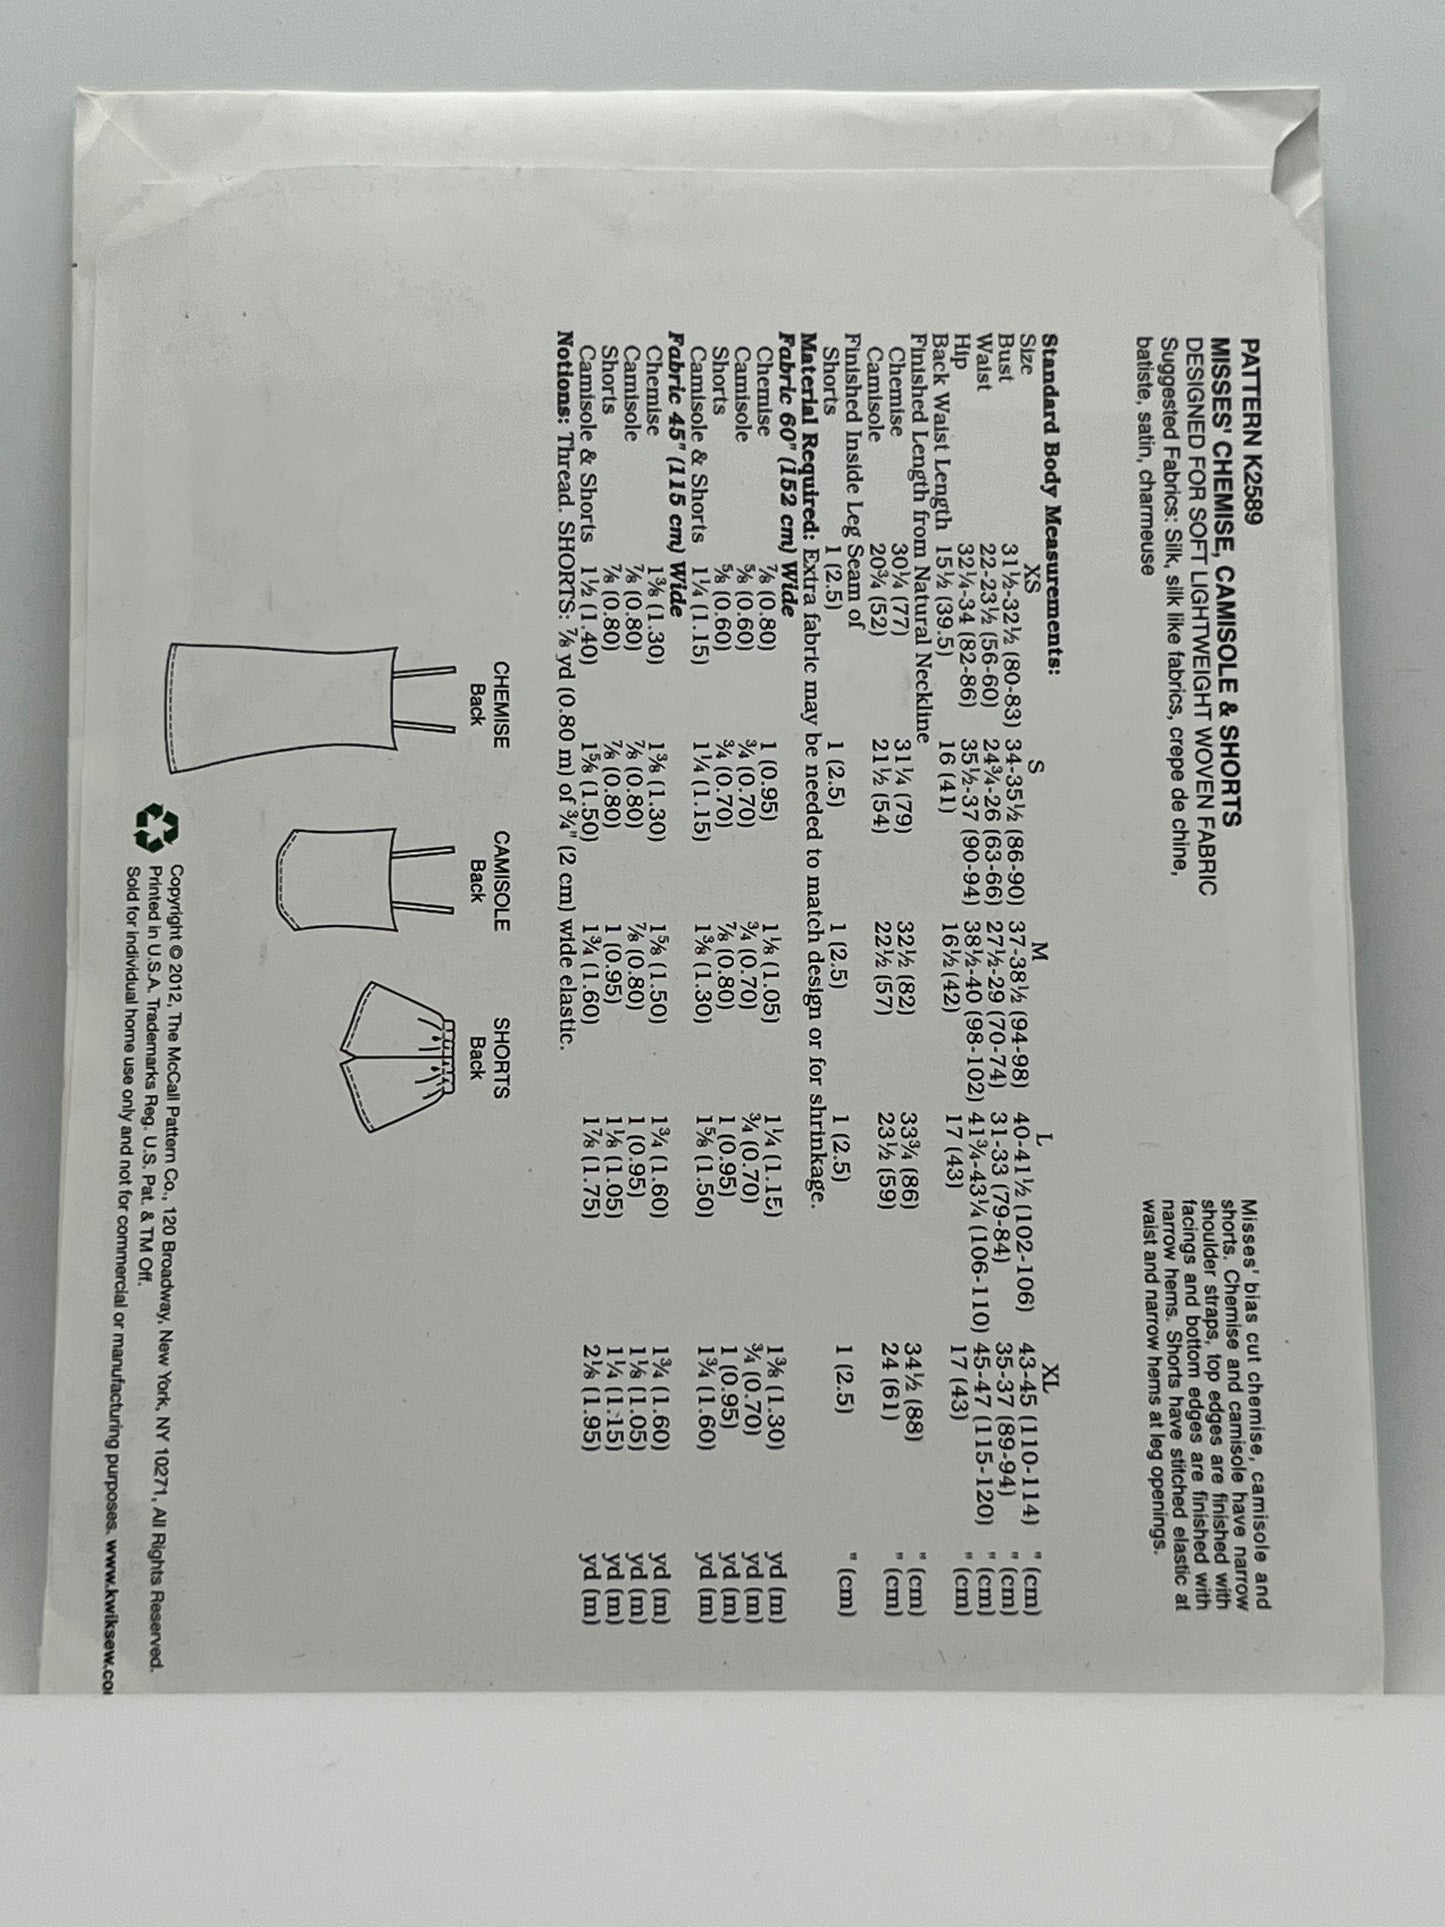 PATTERN K2589
MISSES' CHEMISE, CAMISOLE & SHORTS
DESIGNED FOR SOFT LIGHTWEIGHT WOVEN FABRIC
Suggested Fabrics: Silk, silk like fabrics, crepe de chine,
batiste, satin, charmeuse
Misses' bias cut chemise, camisole and
shorts. Chemise and camisole have narrow
shoulder straps, top edges are finished with
facings and bottom edges are finished with
narrow hems. Shorts have stitched elastic at
waist and narrow hems at leg openings.
Standard Body Measurements:
Size XS S M L XL
Bust 31½-32½ (80-83) 34-35½ (86-90) 37-38½ (94-98) 40-41½ (102-106) 43-45 (110-114) " (cm)
Waist 22-23½ (56-60) 24¾-26 (63-66) 27½-29 (70-74) 31-33 (79-84) 35-37 (89-94) " (cm)
Hip 32¼-34 (82-86) 35½-37 (90-94) 38½-40 (98-102) 41¾-43¼ (106-110) 45-47 (115-120) " (cm)
Back Waist Length 15½ (39.5) 16 (41) 16½ (42) 17 (43) 17 (43) " (cm)
Finished Length from Natural Neckline
Chemise 30¼ (77) 31¼ (79) 32½ (82) 33¾ (86) 34½ (88) " (cm)
Camisole 20¾ (52) 21½ (54) 22½ (57) 23½ (59) 24 (61) " (cm)
Finished Inside Leg Seam of
Shorts 1 (2.5) 1 (2.5) 1 (2.5) 1 (2.5) 1 (2.5) " (cm)
Material Required: Extra fabric may be needed to match design or for shrinkage.
Fabric 60" (152 cm) Wide
Chemise ⅞ (0.80) 1 (0.95) 1⅛ (1.05) 1¼ (1.15) 1⅜ (1.30) yd (m)
Camisole ⅝ (0.60) ¾ (0.70) ¾ (0.70) ¾ (0.70) ¾ (0.70) yd (m)
Shorts ⅝ (0.60) ¾ (0.70) ⅞ (0.80) 1 (0.95) 1 (0.95) yd (m)
Camisole & Shorts 1¼ (1.15) 1¼ (1.15) 1⅜ (1.30) 1⅝ (1.50) 1¾ (1.60) yd (m)
Fabric 45" (115 cm) Wide
Chemise 1⅜ (1.30) 1⅜ (1.30) 1⅝ (1.50) 1¾ (1.60) 1¾ (1.60) yd (m)
Camisole ⅞ (0.80) ⅞ (0.80) ⅞ (0.80) 1 (0.95) 1⅛ (1.05) yd (m)
Shorts ⅞ (0.80) ⅞ (0.80) 1 (0.95) 1⅛ (1.05) 1¼ (1.15) yd (m)
Camisole & Shorts 1½ (1.40) 1⅝ (1.50) 1¾ (1.60) 1⅞ (1.75) 2⅛ (1.95) yd (m)
Notions: Thread. SHORTS: ⅞ yd (0.80 m) of ¾" (2 cm) wide elastic.
CHEMISE
Back
CAMISOLE
Back
SHORTS
Back
Copyright © 2012, The McCall Pattern Co., 120 Broadway, New York, NY 10271, All Rights Reserved.
Printed in U.S.A. Trademarks Reg. U.S. Pat. & TM Off.
Sold for individual home use only and not for commercial or manufacturing purposes. www.kwiksew.co